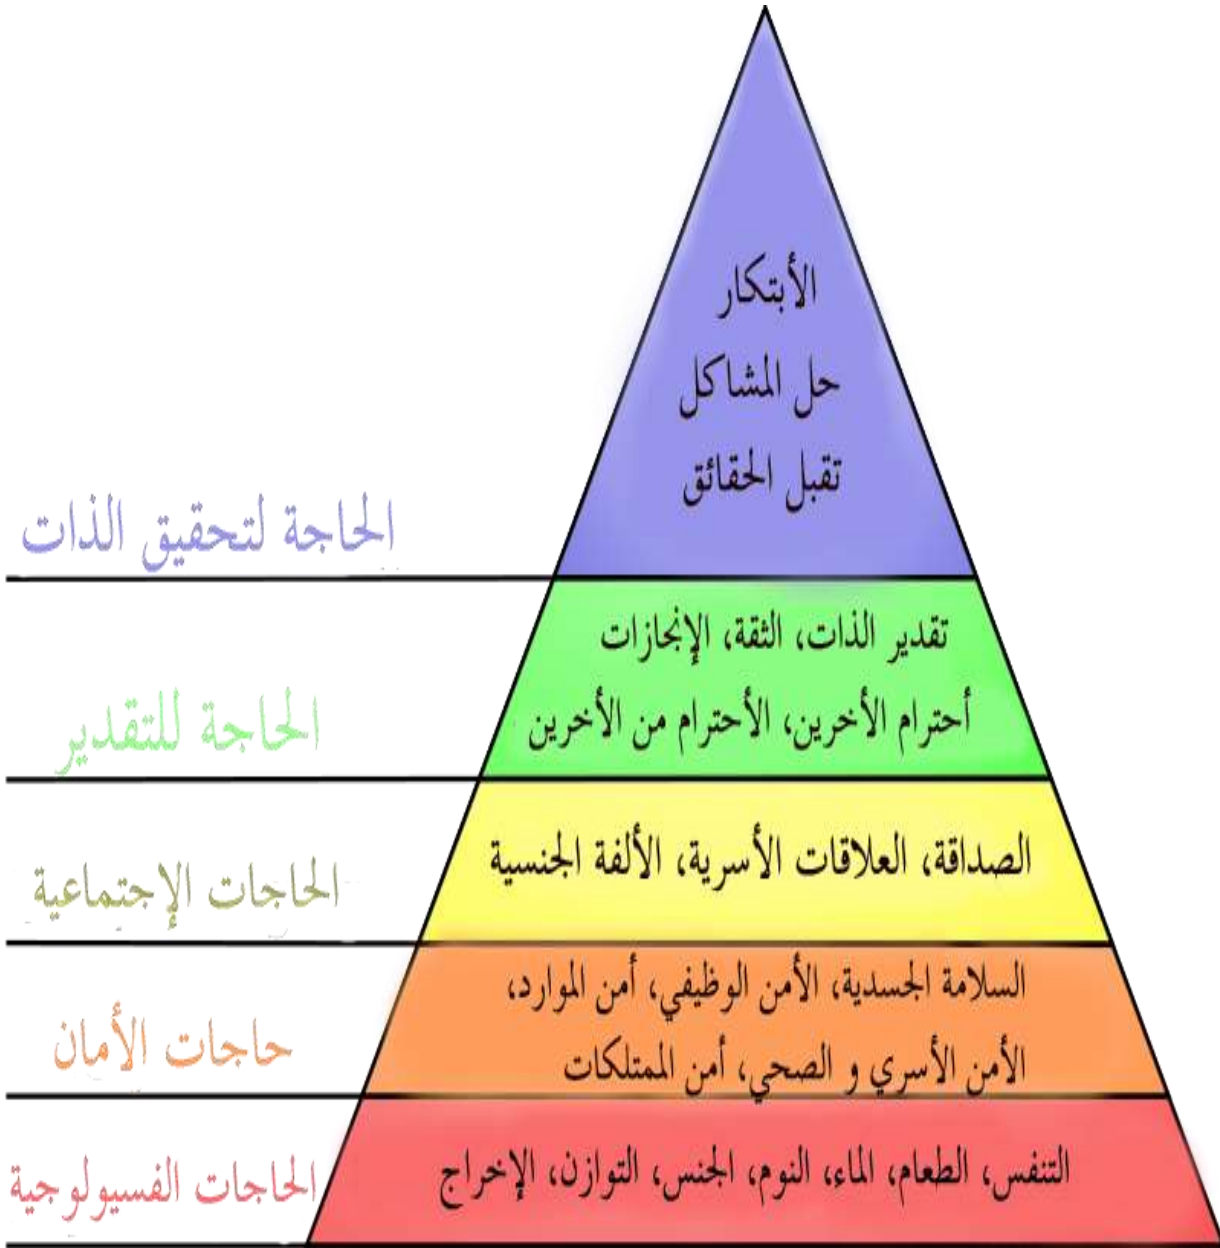 الأبتكار
حل المشاكل
تقبل الحقائق
الحاجة لتحقيق الذات
تقدير الذات، الثقة، الإنجازات
أحترام الأخرين، الأحترام من الأخرين
الحاجة للتقدير
الصداقة، العلاقات الأسرية، الألفة الجنسية
الحاجات الإجتماعية
السلامة الجسدية، الأمن الوظيفي، أمن الموارد،
الأمن الأسري و الصحي، أمن الممتلكات
حاجات الأمان
التنفس، الطعام، الماء، النوم، الجنس، التوازن، الإخراج
الحاجات الفسيولوجية